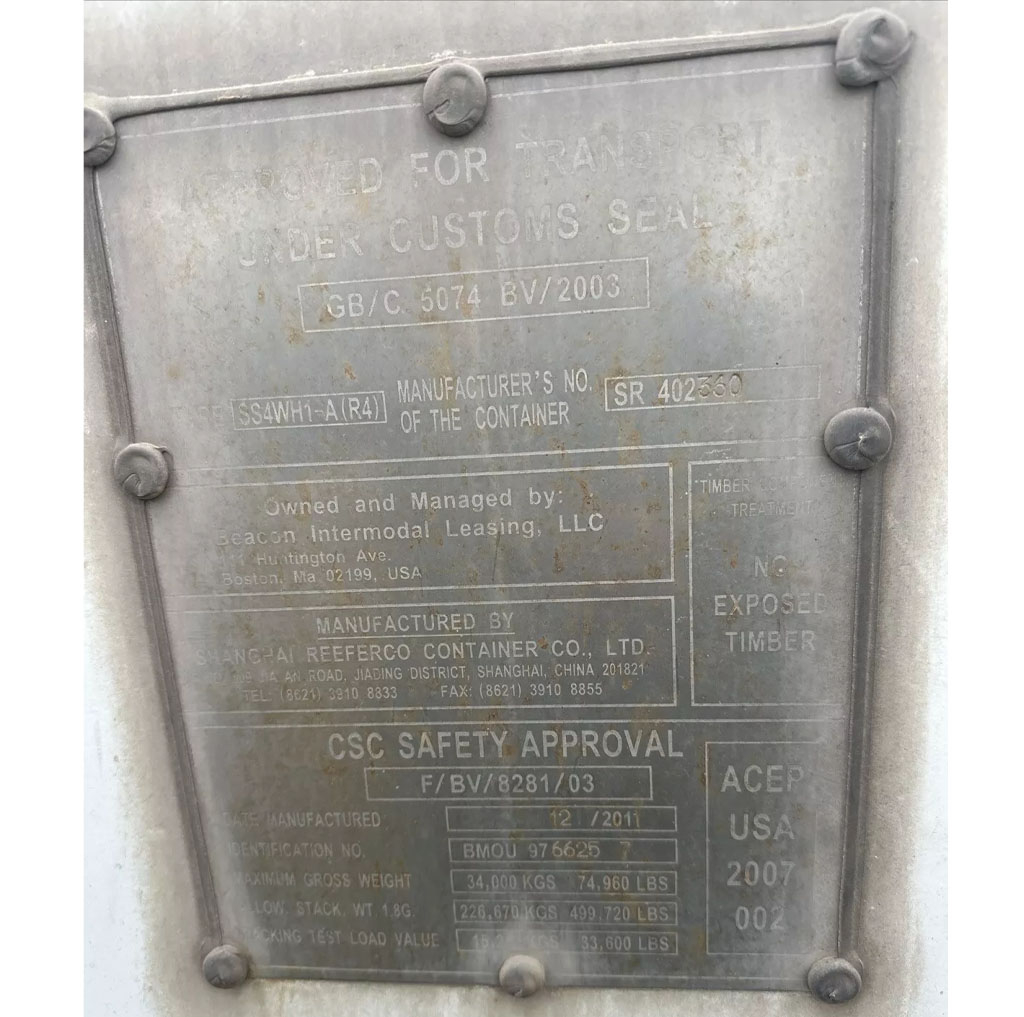 APPROVED FOR TRANSPORT
UNDER CUSTOMS SEAL
GB/C 5074 BV/2003
SS4WH1-A(R4)
MANUFACTURER'S NO.
OF THE CONTAINER
SR 402560
Owned and Managed by:
Beacon Intermodal Leasing, LLC
111 Huntington Ave.
Boston, Ma 02199, USA
TIMBER
TREATMENT
NO
EXPOSED
TIMBER
MANUFACTURED BY
SHANGHAI REEFERCO CONTAINER CO., LTD.
AN ROAD, JIADING DISTRICT, SHANGHAI, CHINA 201821
TEL: (8621) 3910 8833 FAX: (8621) 3910 8855
CSC SAFETY APPROVAL
F/BV/8281/03
DATE MANUFACTURED 12 /2011
IDENTIFICATION NO. BMOU 976625 7
MAXIMUM GROSS WEIGHT 34,000 KGS 74,960 LBS
ALLOW. STACK. WT. 1.8G. 226,670 KGS 499,720 LBS
RACKING TEST LOAD VALUE KGS 33,600 LBS
ACEP
USA
2007
002